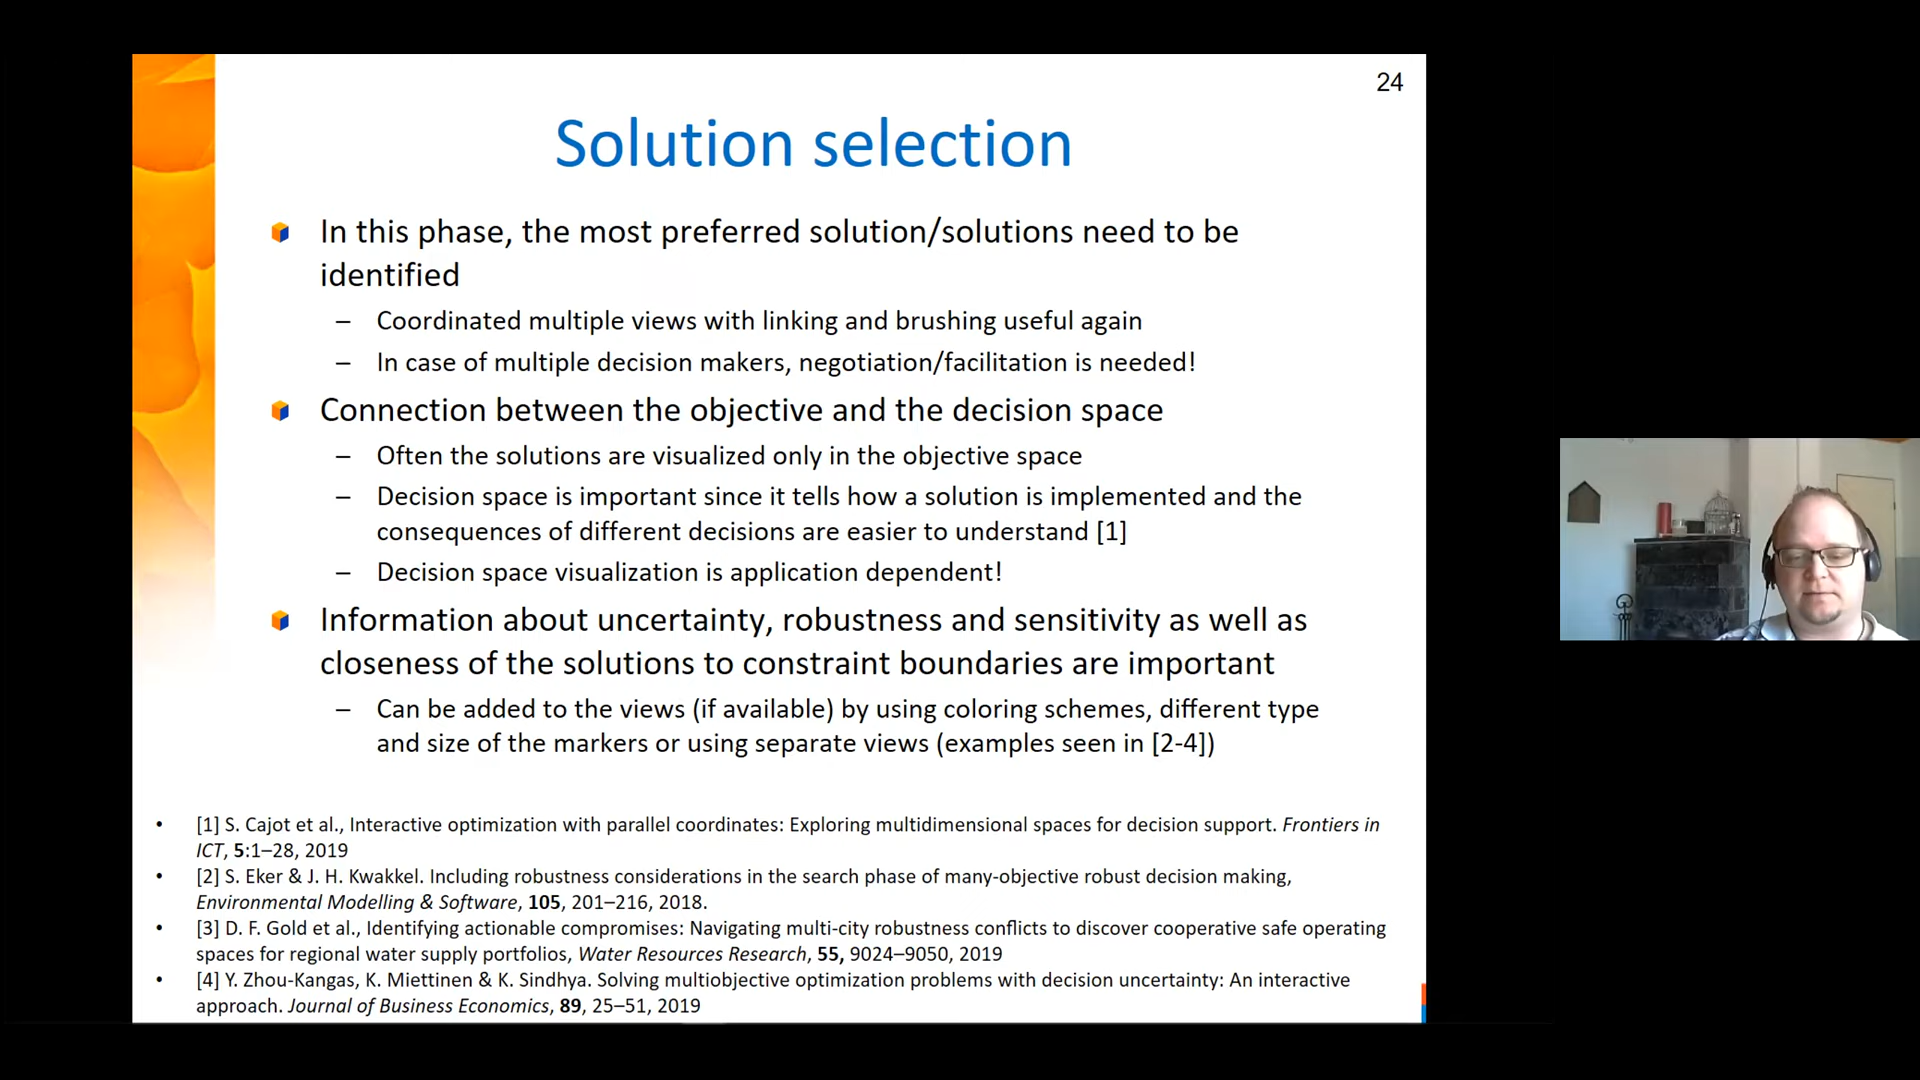 24
Solution selection
In this phase, the most preferred solution/solutions need to be
identified
– Coordinated multiple views with linking and brushing useful again
– In case of multiple decision makers, negotiation/facilitation is needed!
Connection between the objective and the decision space
– Often the solutions are visualized only in the objective space
– Decision space is important since it tells how a solution is implemented and the
consequences of different decisions are easier to understand [1]
– Decision space visualization is application dependent!
Information about uncertainty, robustness and sensitivity as well as
closeness of the solutions to constraint boundaries are important
– Can be added to the views (if available) by using coloring schemes, different type
and size of the markers or using separate views (examples seen in [2-4])
• [1] S. Cajot et al., Interactive optimization with parallel coordinates: Exploring multidimensional spaces for decision support. Frontiers in
ICT, 5:1–28, 2019
• [2] S. Eker & J. H. Kwakkel. Including robustness considerations in the search phase of many-objective robust decision making,
Environmental Modelling & Software, 105, 201–216, 2018.
• [3] D. F. Gold et al., Identifying actionable compromises: Navigating multi-city robustness conflicts to discover cooperative safe operating
spaces for regional water supply portfolios, Water Resources Research, 55, 9024–9050, 2019
• [4] Y. Zhou-Kangas, K. Miettinen & K. Sindhya. Solving multiobjective optimization problems with decision uncertainty: An interactive
approach. Journal of Business Economics, 89, 25–51, 2019